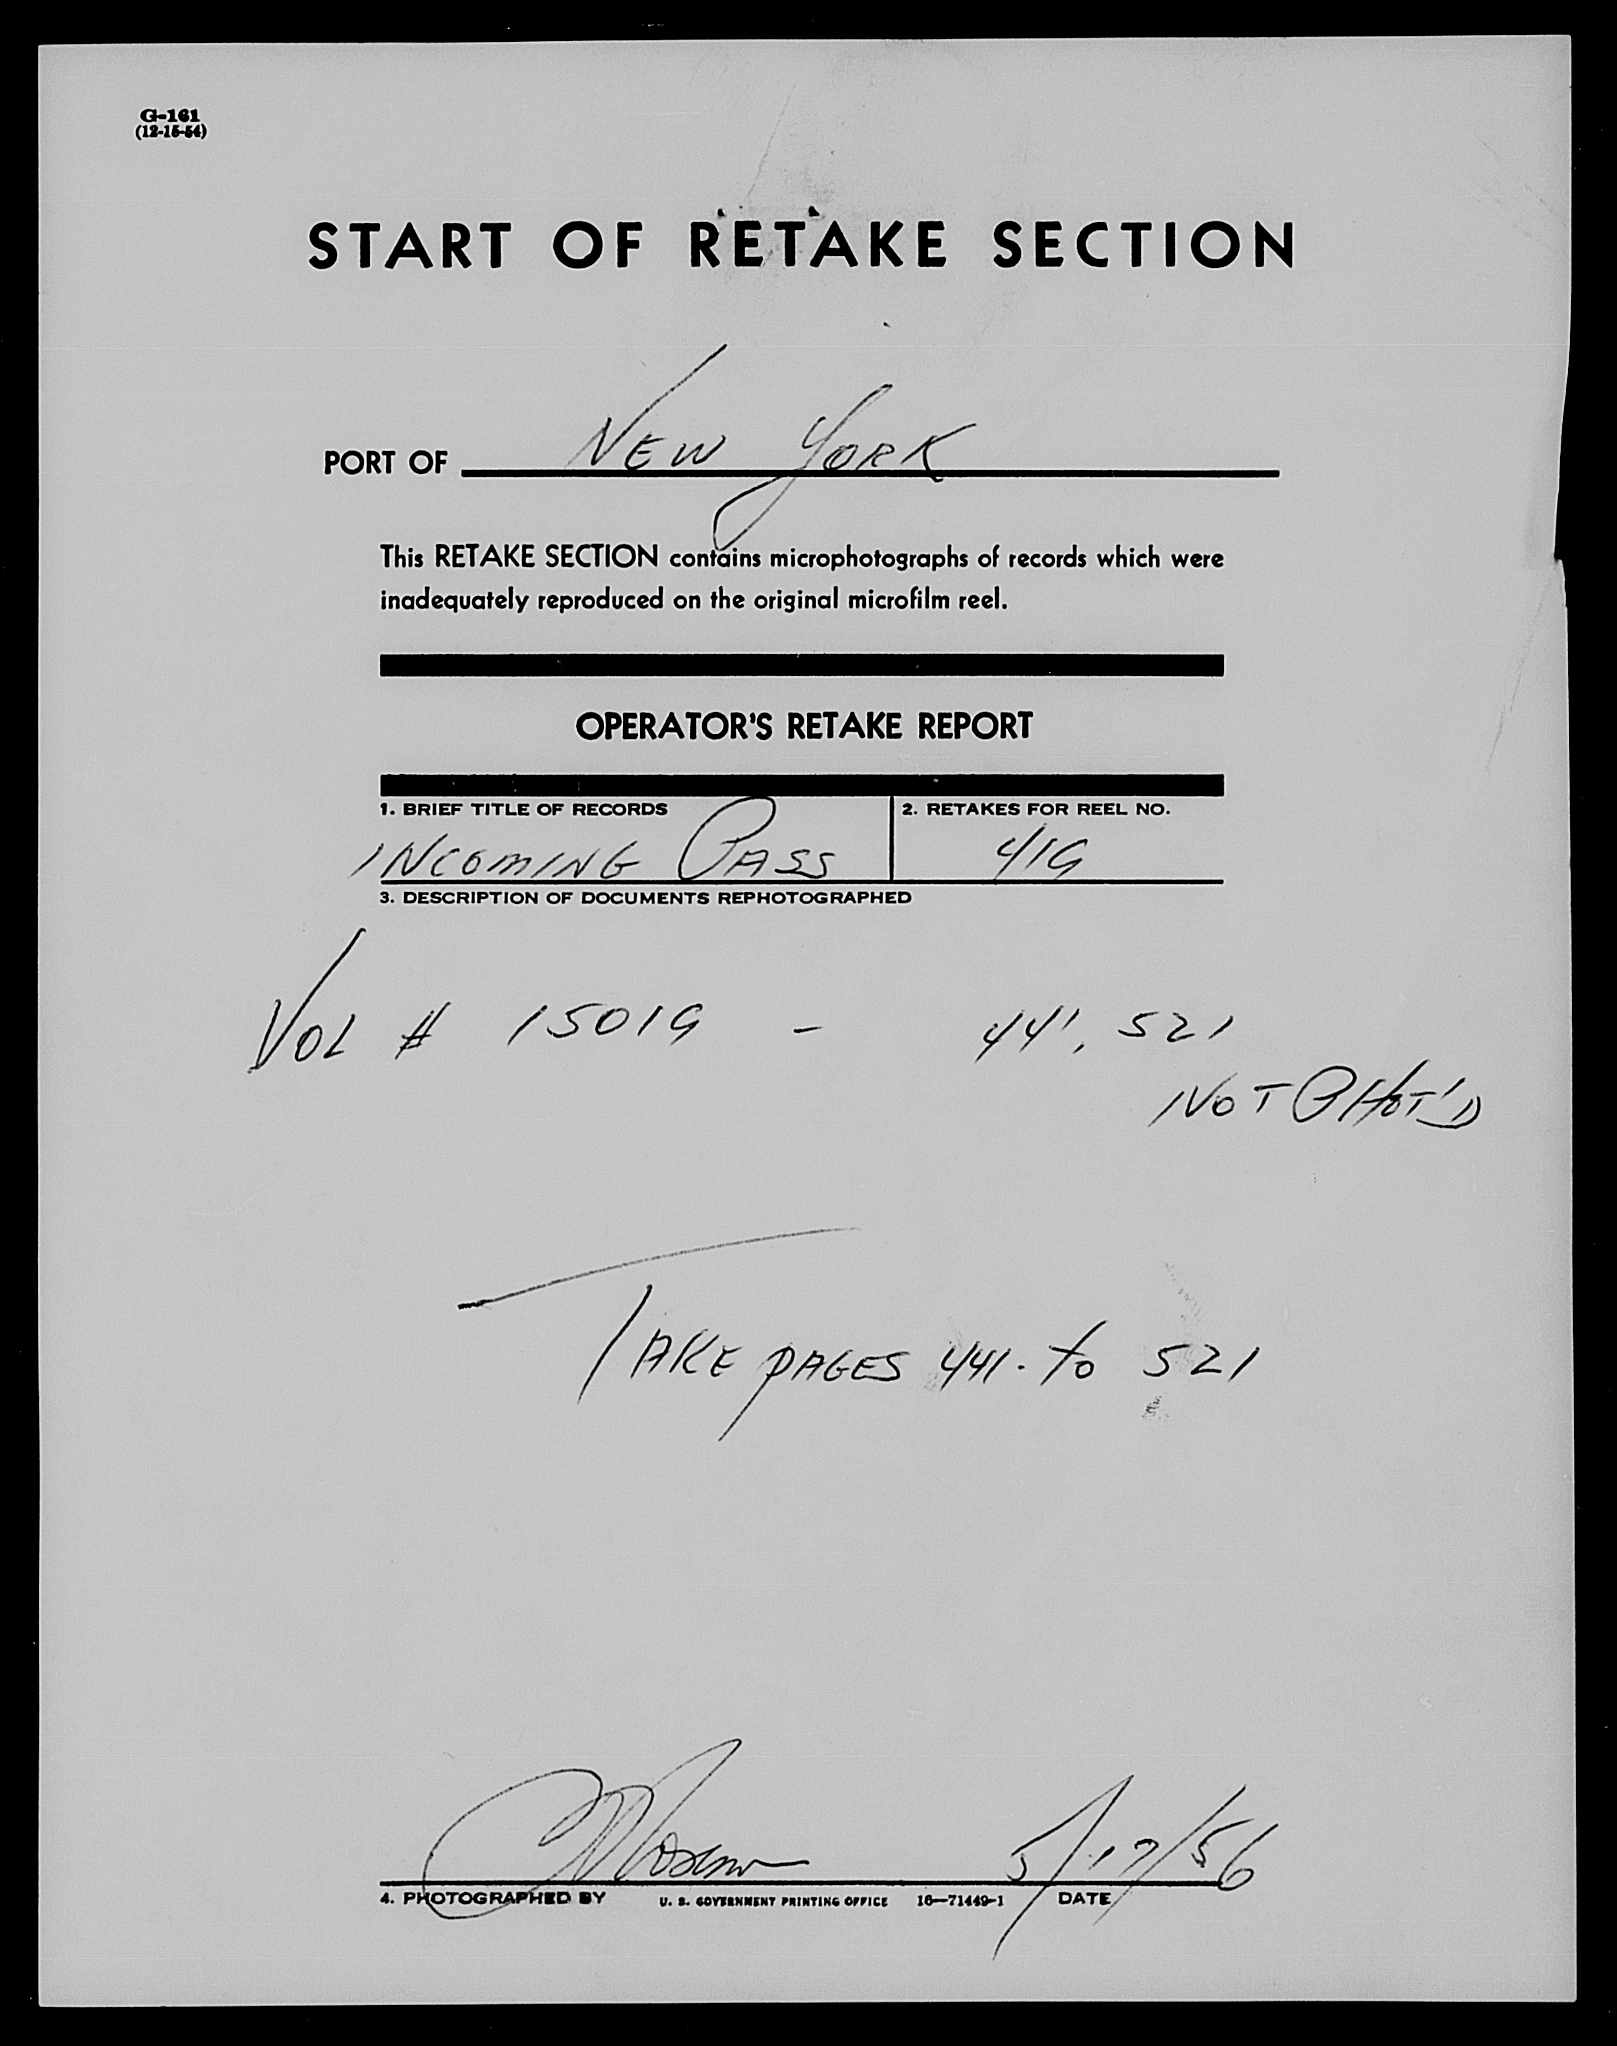 G-161
(12-15-54)
START OF RETAKE SECTION
PORT OF NEW YORK
This RETAKE SECTION contains microphotographs of records which were
inadequately reproduced on the original microfilm reel.
OPERATOR'S RETAKE REPORT
1. BRIEF TITLE OF RECORDS 2. RETAKES FOR REEL NO.
INCOMING PASS 419
3. DESCRIPTION OF DOCUMENTS REPHOTOGRAPHED
VOL # 15019 - 441, 521
NOT PHOT'D
TAKE PAGES 441. to 521
5/17/56
4. PHOTOGRAPHED BY U. S. GOVERNMENT PRINTING OFFICE 16—71449-1 DATE